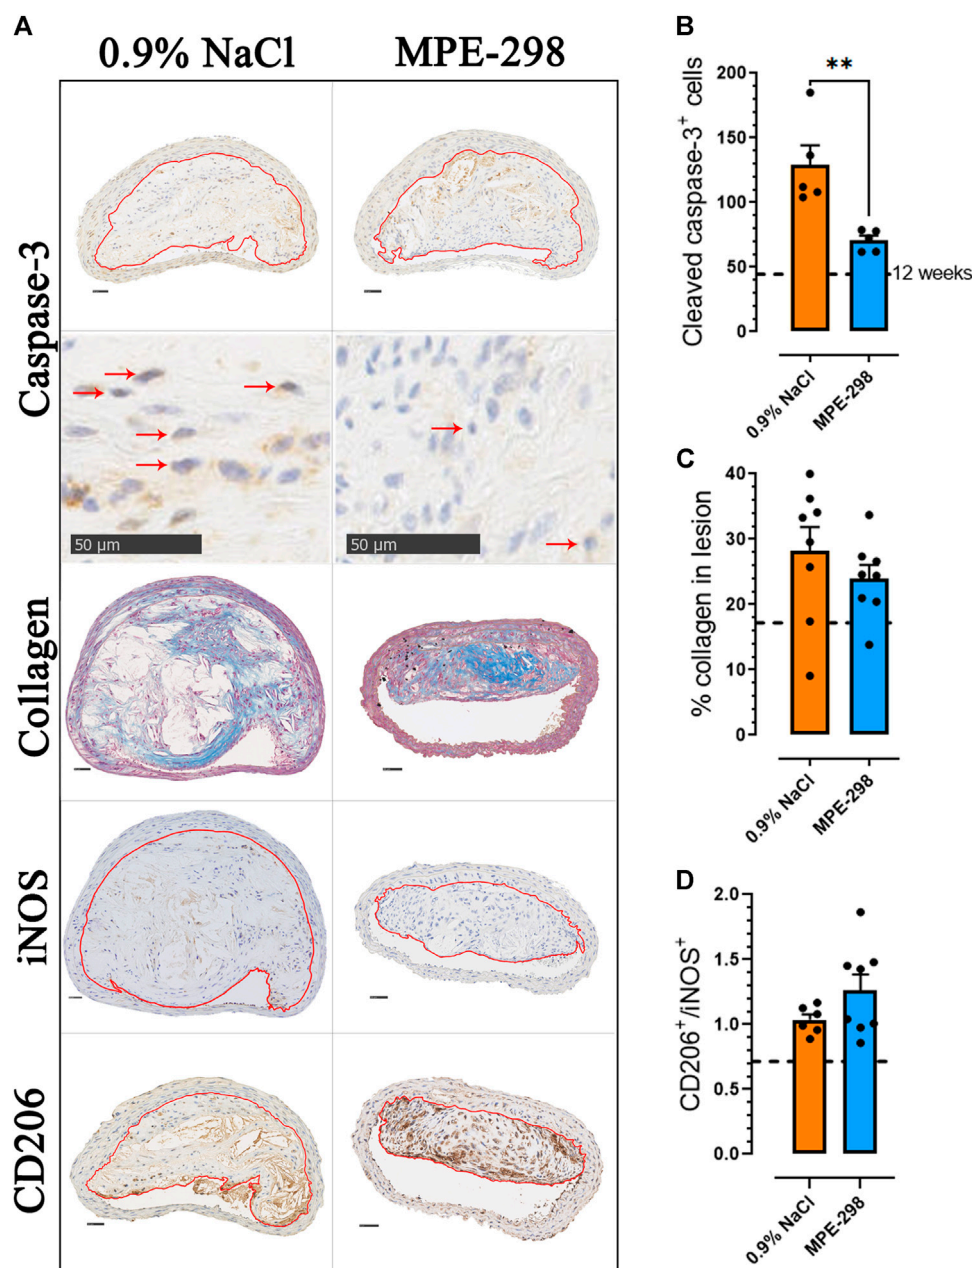 A
0.9% NaCl
MPE-298
Caspase-3
50 µm
50 µm
Collagen
iNOS
CD206
B
Cleaved caspase-3⁺ cells
200
150
100
50
0
**
12 weeks
0.9% NaCl
MPE-298
C
% collagen in lesion
40
30
20
10
0
0.9% NaCl
MPE-298
D
CD206⁺/iNOS⁺
2.0
1.5
1.0
0.5
0.0
0.9% NaCl
MPE-298